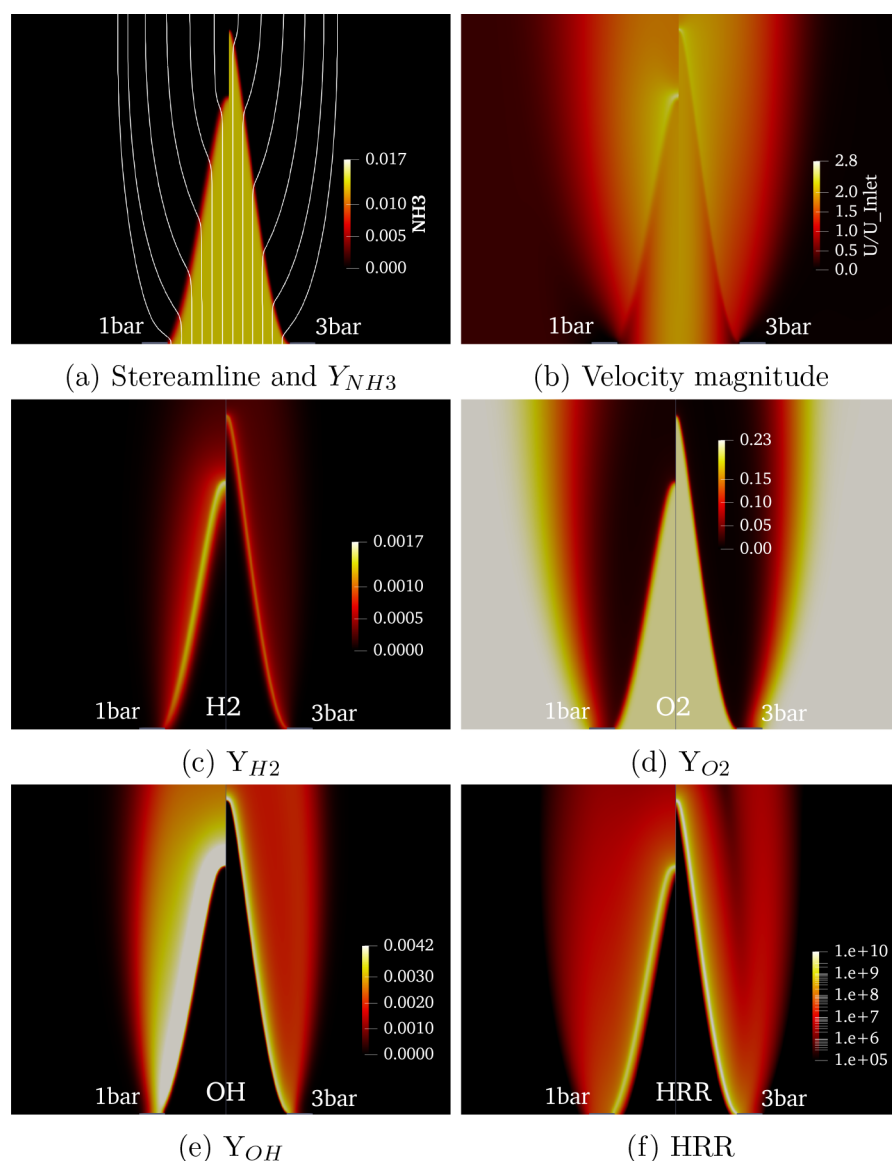 0.017
0.010
0.005
0.000
NH3
1bar
3bar
(a) Stereamline and Y_{NH3}
2.8
2.0
1.5
1.0
0.5
0.0
U/U_Inlet
1bar
3bar
(b) Velocity magnitude
0.0017
0.0010
0.0005
0.0000
1bar
H2
3bar
(c) Y_{H2}
0.23
0.15
0.10
0.05
0.00
1bar
O2
3bar
(d) Y_{O2}
0.0042
0.0030
0.0020
0.0010
0.0000
1bar
OH
3bar
(e) Y_{OH}
1.e+10
1.e+9
1.e+8
1.e+7
1.e+6
1.e+05
1bar
HRR
3bar
(f) HRR